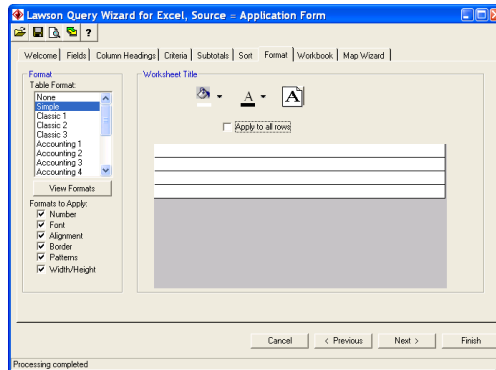 Lawson Query Wizard for Excel, Source = Application Form
?
Welcome Fields Column Headings Criteria Subtotals Sort Format Workbook Map Wizard
Format
Table Format:
None
Simple
Classic 1
Classic 2
Classic 3
Accounting 1
Accounting 2
Accounting 3
Accounting 4
View Formats
Formats to Apply:
Number
Font
Alignment
Border
Patterns
Width/Height
Worksheet Title
A A
Apply to all rows
Cancel < Previous Next > Finish
Processing completed